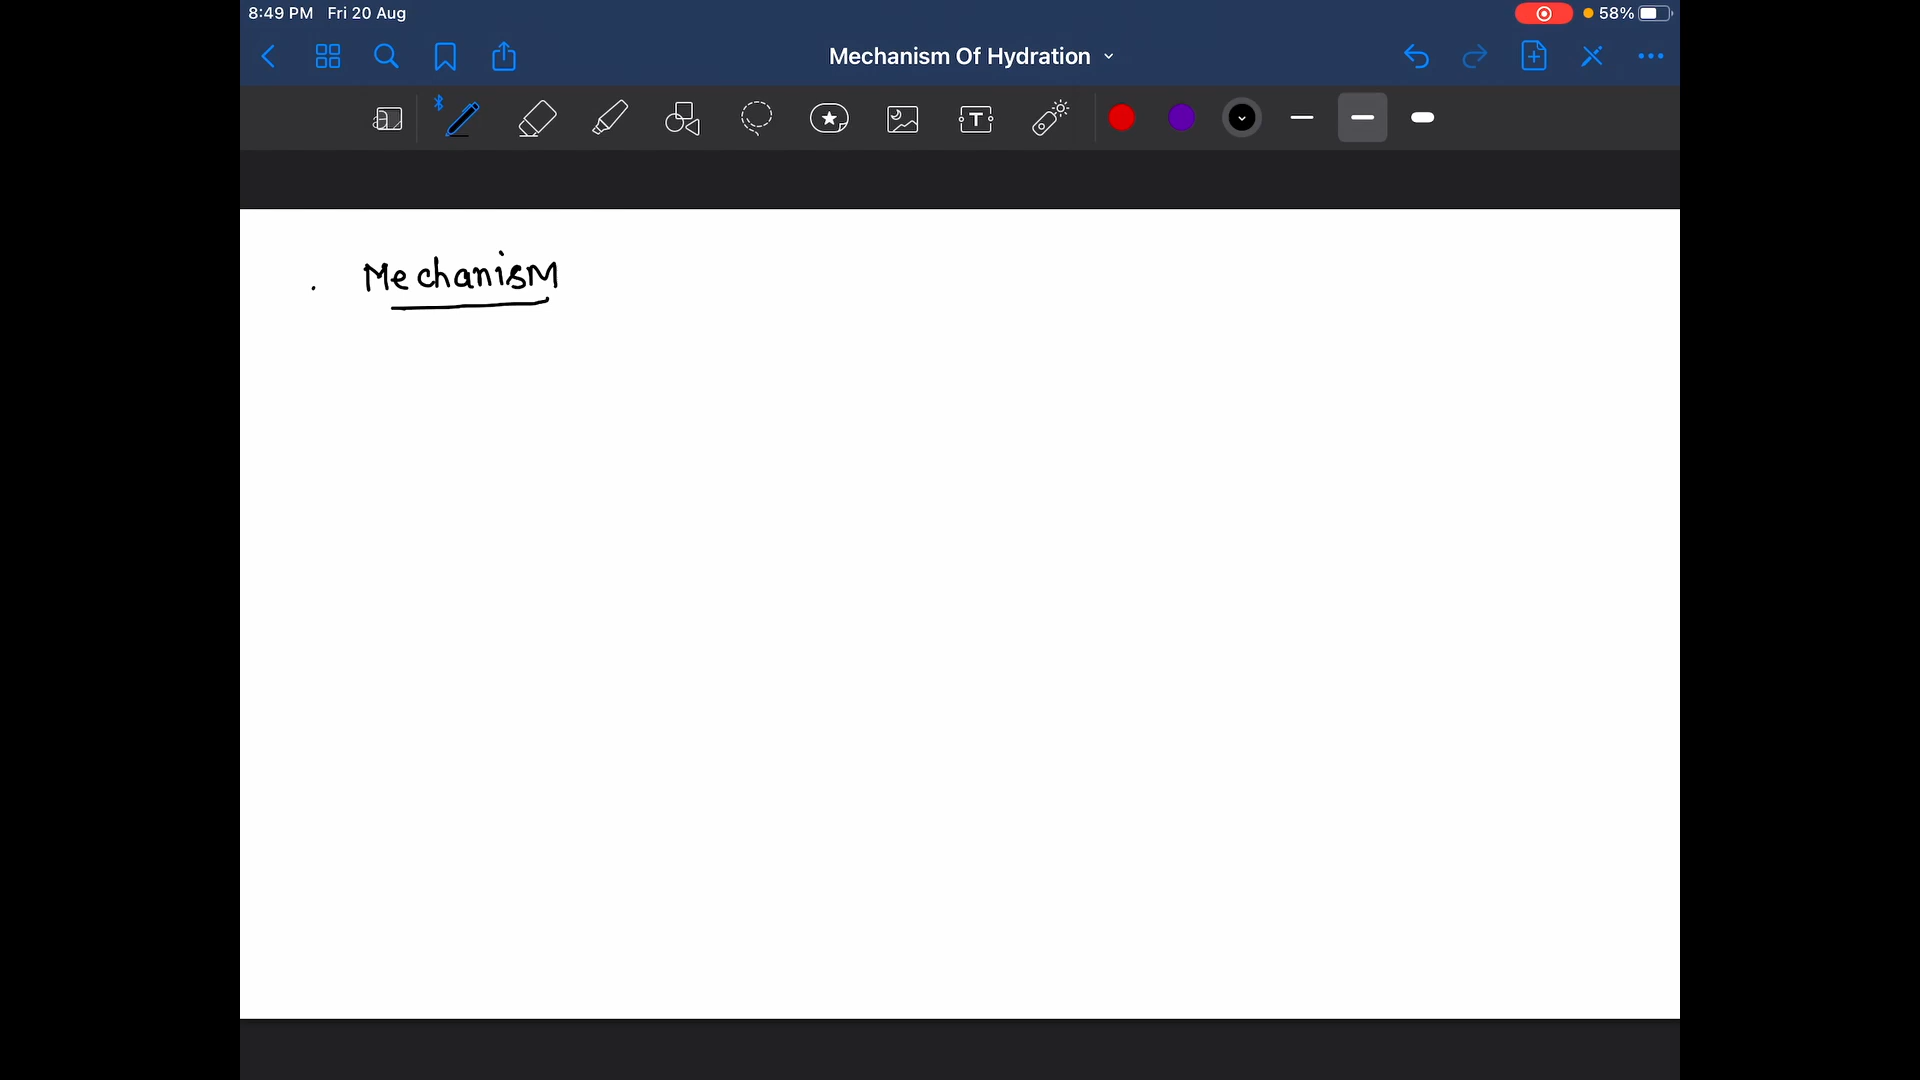 8:49 PM Fri 20 Aug 58%
Mechanism Of Hydration
T
. MechanisM